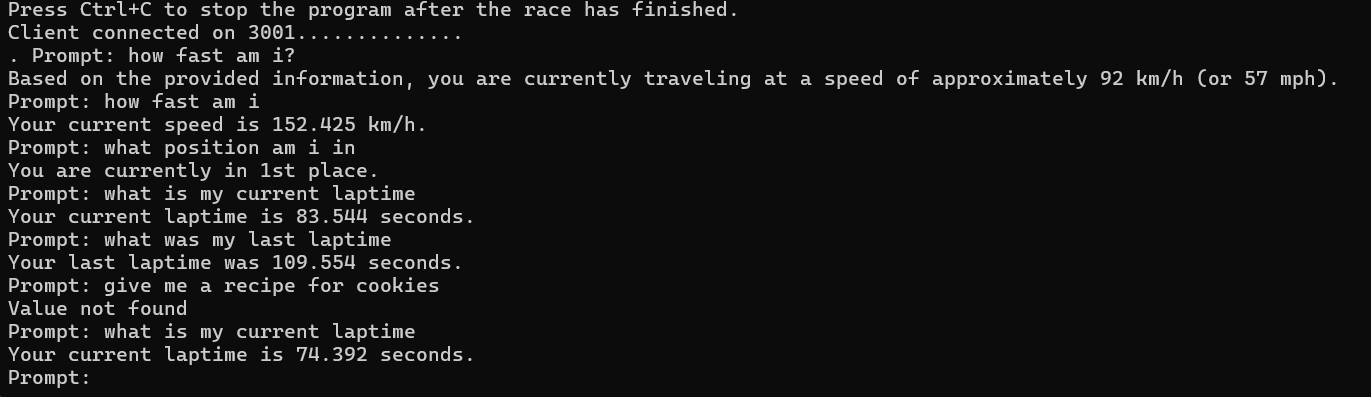 Press Ctrl+C to stop the program after the race has finished.
Client connected on 3001..............
. Prompt: how fast am i?
Based on the provided information, you are currently traveling at a speed of approximately 92 km/h (or 57 mph).
Prompt: how fast am i
Your current speed is 152.425 km/h.
Prompt: what position am i in
You are currently in 1st place.
Prompt: what is my current laptime
Your current laptime is 83.544 seconds.
Prompt: what was my last laptime
Your last laptime was 109.554 seconds.
Prompt: give me a recipe for cookies
Value not found
Prompt: what is my current laptime
Your current laptime is 74.392 seconds.
Prompt: